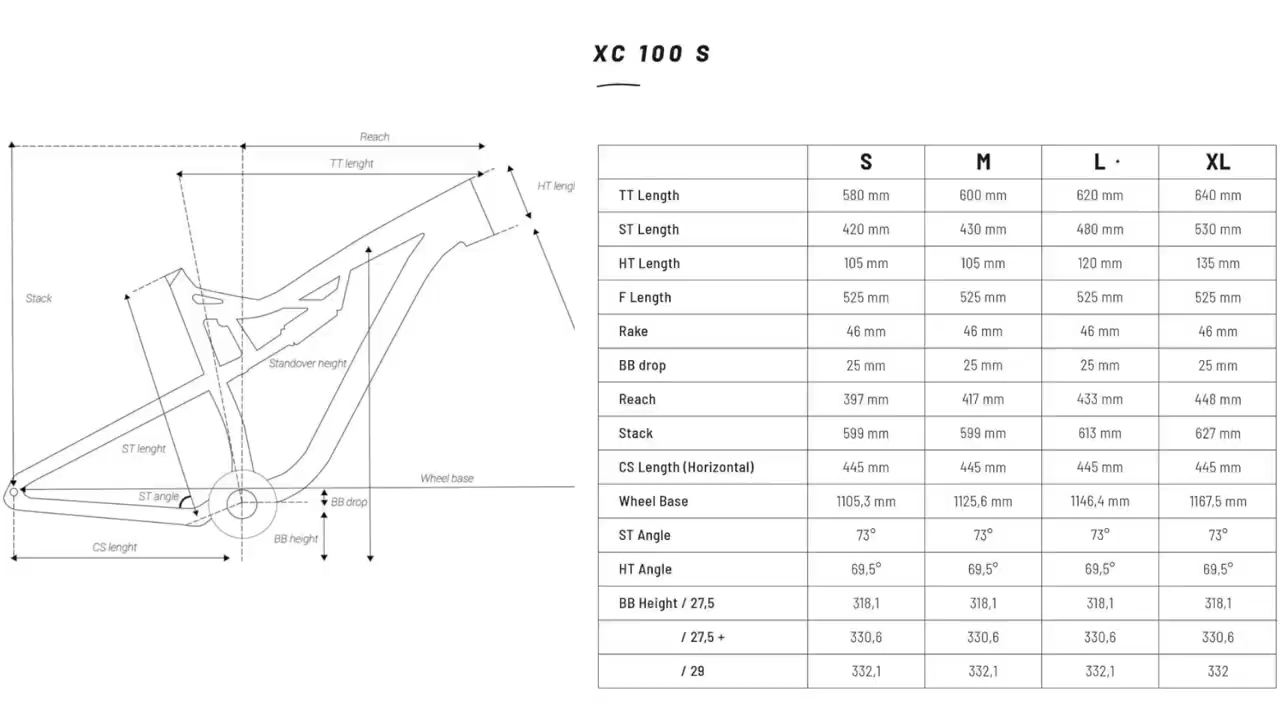 XC 100 S
Reach
TT lenght
HT lengl
Stack
Standover height
ST lenght
Wheel base
ST angle
BB drop
BB height
CS lenght
S M L · XL
TT Length 580 mm 600 mm 620 mm 640 mm
ST Length 420 mm 430 mm 480 mm 530 mm
HT Length 105 mm 105 mm 120 mm 135 mm
F Length 525 mm 525 mm 525 mm 525 mm
Rake 46 mm 46 mm 46 mm 46 mm
BB drop 25 mm 25 mm 25 mm 25 mm
Reach 397 mm 417 mm 433 mm 448 mm
Stack 599 mm 599 mm 613 mm 627 mm
CS Length (Horizontal) 445 mm 445 mm 445 mm 445 mm
Wheel Base 1105,3 mm 1125,6 mm 1146,4 mm 1167,5 mm
ST Angle 73° 73° 73° 73°
HT Angle 69,5° 69,5° 69,5° 69,5°
BB Height / 27,5 318,1 318,1 318,1 318,1
/ 27,5 + 330,6 330,6 330,6 330,6
/ 29 332,1 332,1 332,1 332